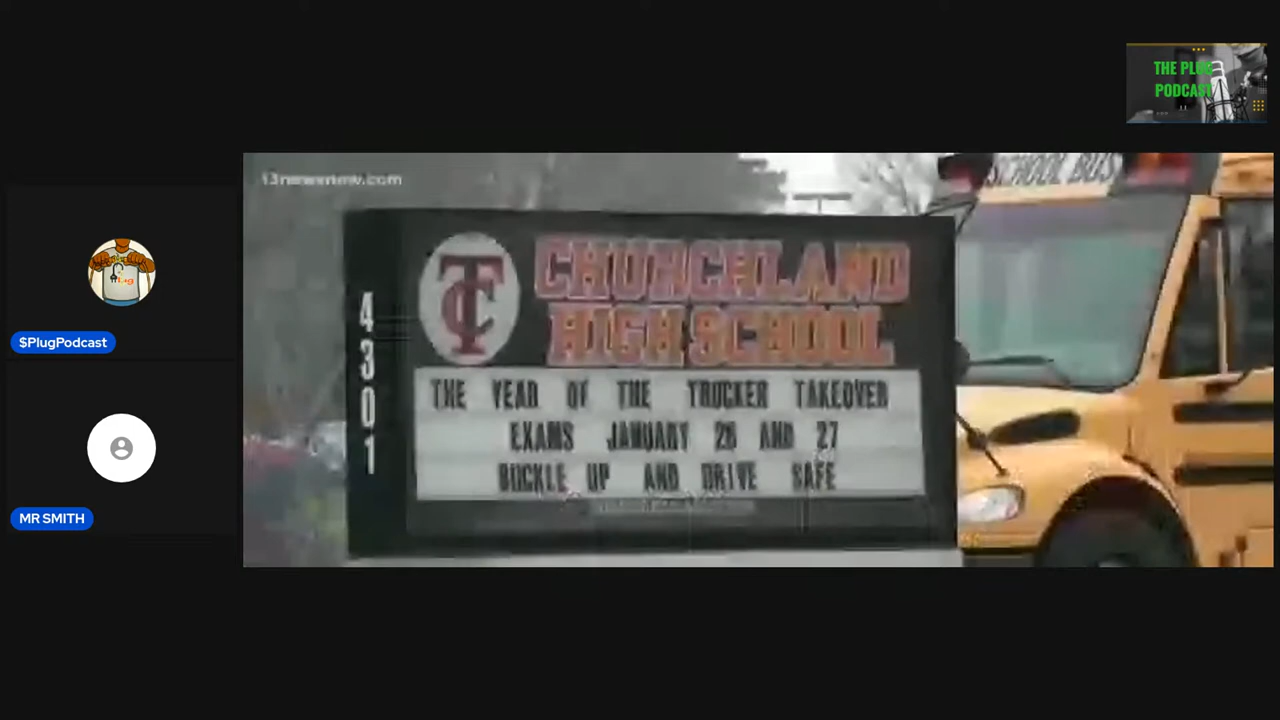 THE PLUG
PODCAST
13newsnow.com
SCHOOL BUS
TC
CHURCHLAND
HIGH SCHOOL
4301
THE YEAR OF THE TRUCKER TAKEOVER
EXAMS JANUARY 26 AND 27
BUCKLE UP AND DRIVE SAFE
$PlugPodcast
MR SMITH